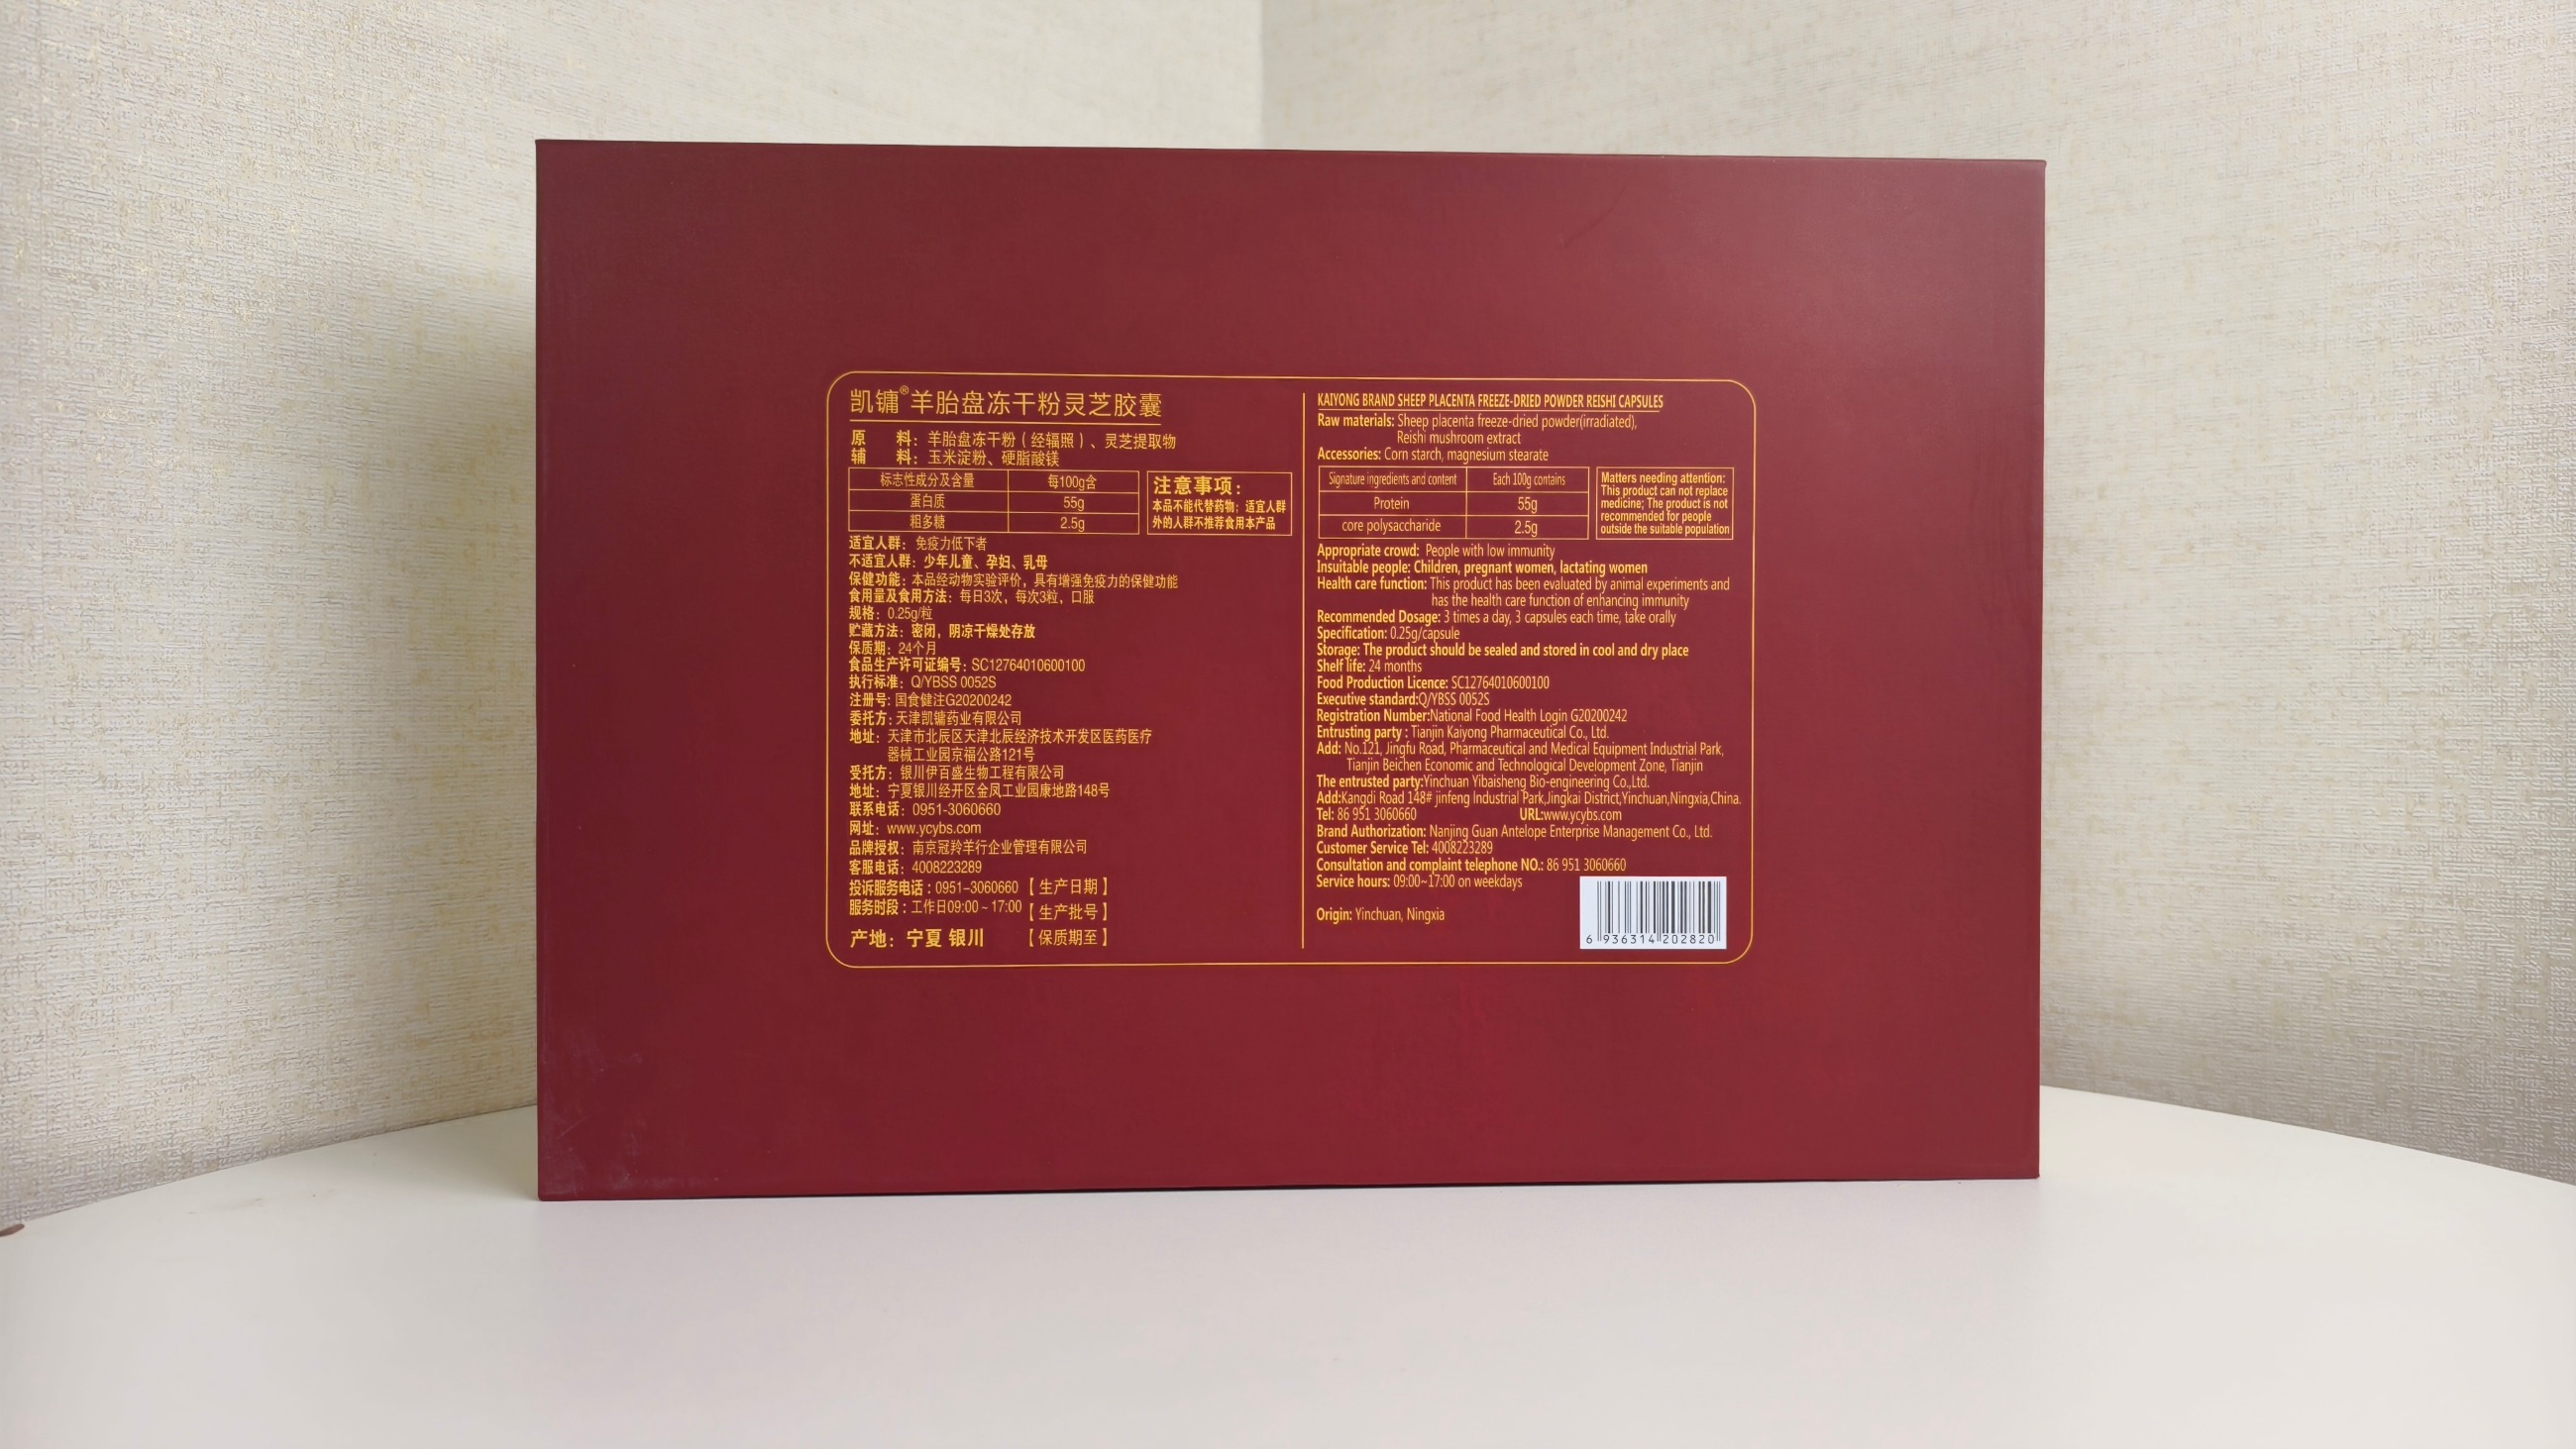 凯镛®羊胎盘冻干粉灵芝胶囊
原 料：羊胎盘冻干粉（经辐照）、灵芝提取物
辅 料：玉米淀粉、硬脂酸镁
标志性成分及含量 每100g含
蛋白质 55g
粗多糖 2.5g
注意事项：
本品不能代替药物；适宜人群
外的人群不推荐食用本产品
适宜人群：免疫力低下者
不适宜人群：少年儿童、孕妇、乳母
保健功能：本品经动物实验评价，具有增强免疫力的保健功能
食用量及食用方法：每日3次，每次3粒，口服
规格：0.25g/粒
贮藏方法：密闭，阴凉干燥处存放
保质期：24个月
食品生产许可证编号：SC12764010600100
执行标准：Q/YBSS 0052S
注册号: 国食健注G20200242
委托方：天津凯镛药业有限公司
地址：天津市北辰区天津北辰经济技术开发区医药医疗
器械工业园京福公路121号
受托方：银川伊百盛生物工程有限公司
地址：宁夏银川经开区金凤工业园康地路148号
联系电话：0951-3060660
网址：www.ycybs.com
品牌授权：南京冠羚羊行企业管理有限公司
客服电话：4008223289
投诉服务电话：0951-3060660 【生产日期】
服务时段：工作日09:00 ~ 17:00 【生产批号】
产地：宁夏 银川 【保质期至】
KAIYONG BRAND SHEEP PLACENTA FREEZE-DRIED POWDER REISHI CAPSULES
Raw materials: Sheep placenta freeze-dried powder(irradiated),
Reishi mushroom extract
Accessories: Corn starch, magnesium stearate
Signature ingredients and content Each 100g contains
Protein 55g
core polysaccharide 2.5g
Matters needing attention:
This product can not replace
medicine; The product is not
recommended for people
outside the suitable population
Appropriate crowd: People with low immunity
Insuitable people: Children, pregnant women, lactating women
Health care function: This product has been evaluated by animal experiments and
has the health care function of enhancing immunity
Recommended Dosage: 3 times a day, 3 capsules each time, take orally
Specification: 0.25g/capsule
Storage: The product should be sealed and stored in cool and dry place
Shelf life: 24 months
Food Production Licence: SC12764010600100
Executive standard:Q/YBSS 0052S
Registration Number:National Food Health Login G20200242
Entrusting party : Tianjin Kaiyong Pharmaceutical Co., Ltd.
Add: No.121, Jingfu Road, Pharmaceutical and Medical Equipment Industrial Park,
Tianjin Beichen Economic and Technological Development Zone, Tianjin
The entrusted party:Yinchuan Yibaisheng Bio-engineering Co.,Ltd.
Add:Kangdi Road 148# jinfeng Industrial Park,Jingkai District,Yinchuan,Ningxia,China.
Tel: 86 951 3060660 URL:www.ycybs.com
Brand Authorization: Nanjing Guan Antelope Enterprise Management Co., Ltd.
Customer Service Tel: 4008223289
Consultation and complaint telephone NO.: 86 951 3060660
Service hours: 09:00~17:00 on weekdays
Origin: Yinchuan, Ningxia
6 936314 202820